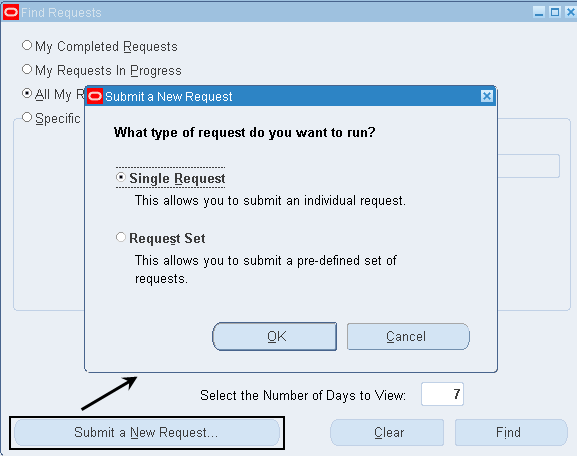 Find Requests
My Completed Requests
My Requests In Progress
All My R
Specific
Submit a New Request
What type of request do you want to run?
Single Request
This allows you to submit an individual request.
Request Set
This allows you to submit a pre-defined set of
requests.
OK Cancel
Select the Number of Days to View: 7
Submit a New Request... Clear Find